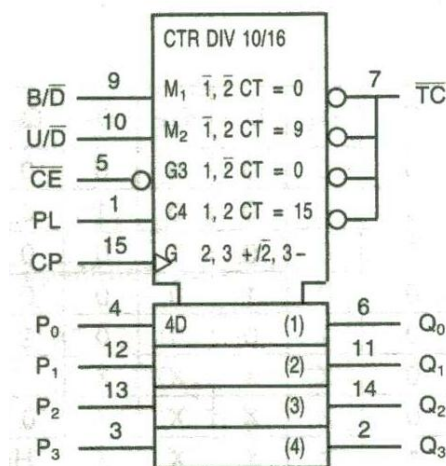 CTR DIV 10/16
B/D̅ 9 M₁ 1̅, 2̅ CT = 0 7 T̅C̅
U/D̅ 10 M₂ 1̅, 2 CT = 9
C̅E̅ 5 G3 1, 2̅ CT = 0
PL 1 C4 1, 2 CT = 15
CP 15 G 2, 3 +/2̅, 3 –
P₀ 4 4D (1) 6 Q₀
P₁ 12 (2) 11 Q₁
P₂ 13 (3) 14 Q₂
P₃ 3 (4) 2 Q₃